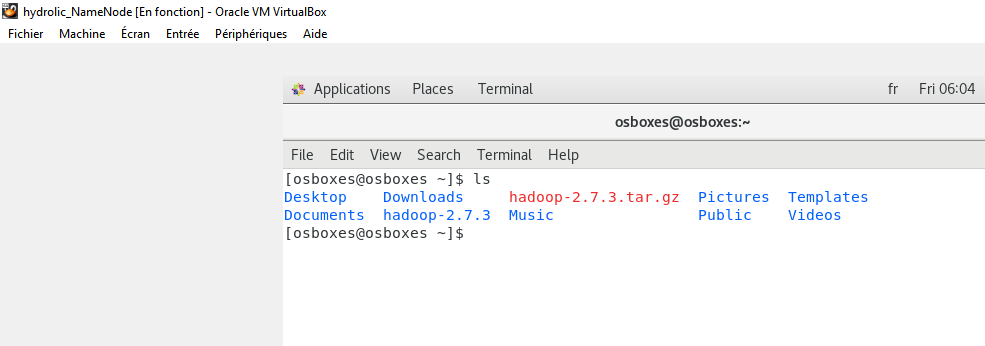 hydrolic_NameNode [En fonction] - Oracle VM VirtualBox
Fichier Machine Écran Entrée Périphériques Aide
Applications Places Terminal fr Fri 06:04
osboxes@osboxes:~
File Edit View Search Terminal Help
[osboxes@osboxes ~]$ ls
Desktop Downloads hadoop-2.7.3.tar.gz Pictures Templates
Documents hadoop-2.7.3 Music Public Videos
[osboxes@osboxes ~]$